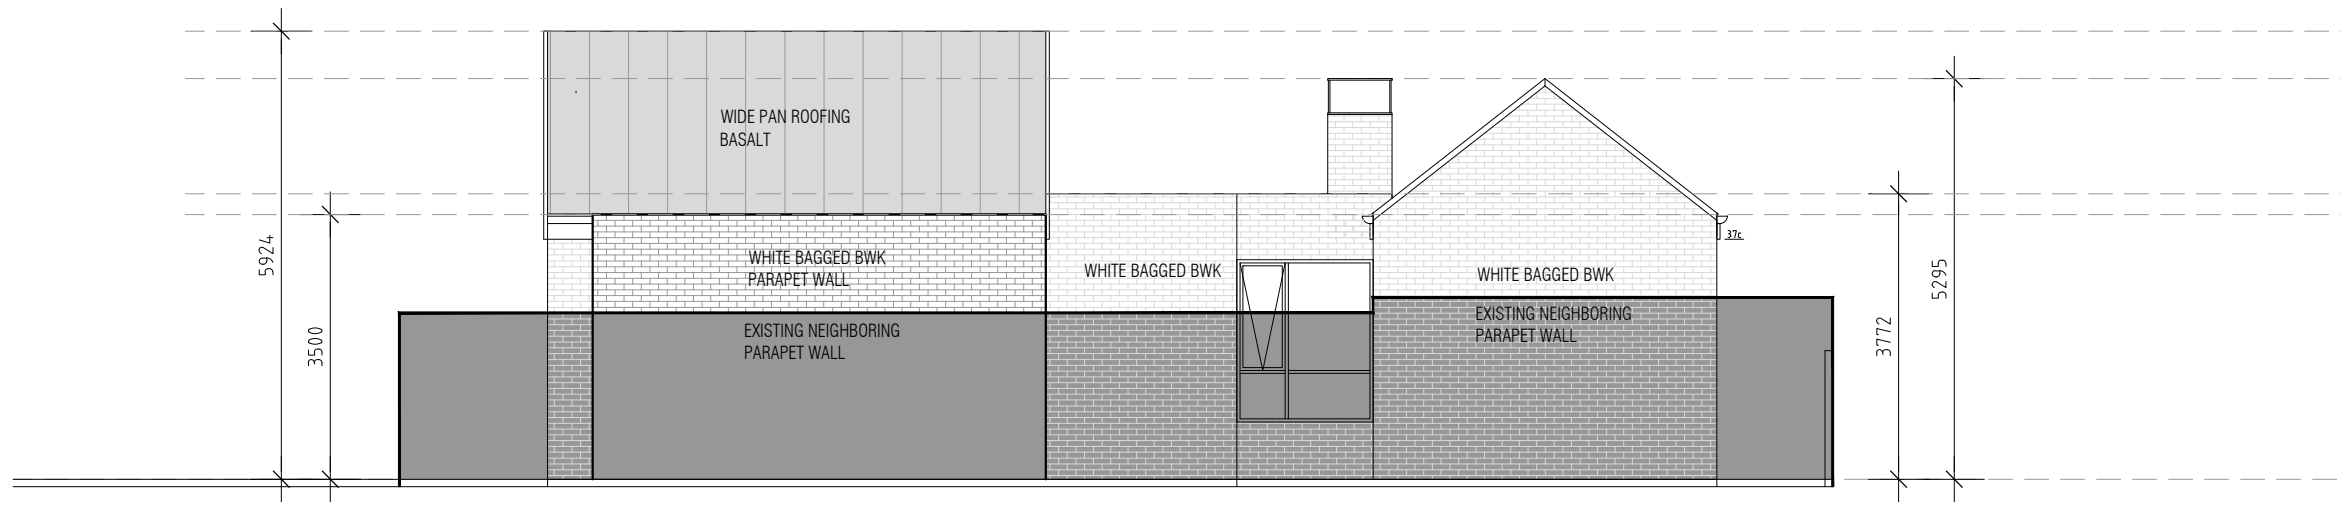 WIDE PAN ROOFING
BASALT
5924
3500
WHITE BAGGED BWK
PARAPET WALL
WHITE BAGGED BWK
WHITE BAGGED BWK
37c
EXISTING NEIGHBORING
PARAPET WALL
EXISTING NEIGHBORING
PARAPET WALL
5295
3772